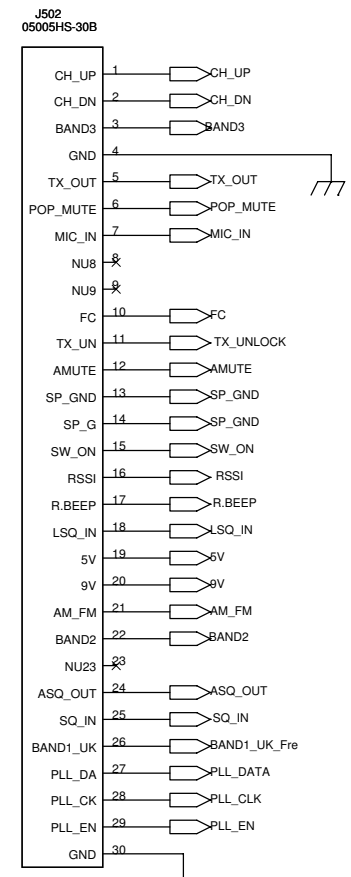 J502
05005HS-30B
CH_UP 1 CH_UP
CH_DN 2 CH_DN
BAND3 3 BAND3
GND 4
TX_OUT 5 TX_OUT
POP_MUTE 6 POP_MUTE
MIC_IN 7 MIC_IN
NU8 8
NU9 9
FC 10 FC
TX_UN 11 TX_UNLOCK
AMUTE 12 AMUTE
SP_GND 13 SP_GND
SP_G 14 SP_GND
SW_ON 15 SW_ON
RSSI 16 RSSI
R.BEEP 17 R.BEEP
LSQ_IN 18 LSQ_IN
5V 19 5V
9V 20 9V
AM_FM 21 AM_FM
BAND2 22 BAND2
NU23 23
ASQ_OUT 24 ASQ_OUT
SQ_IN 25 SQ_IN
BAND1_UK 26 BAND1_UK_Fre
PLL_DA 27 PLL_DATA
PLL_CK 28 PLL_CLK
PLL_EN 29 PLL_EN
GND 30